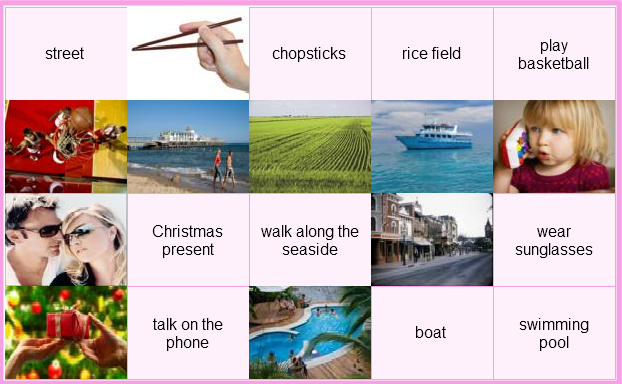 street
chopsticks
rice field
play
basketball
Christmas
present
walk along the
seaside
wear
sunglasses
talk on the
phone
boat
swimming
pool